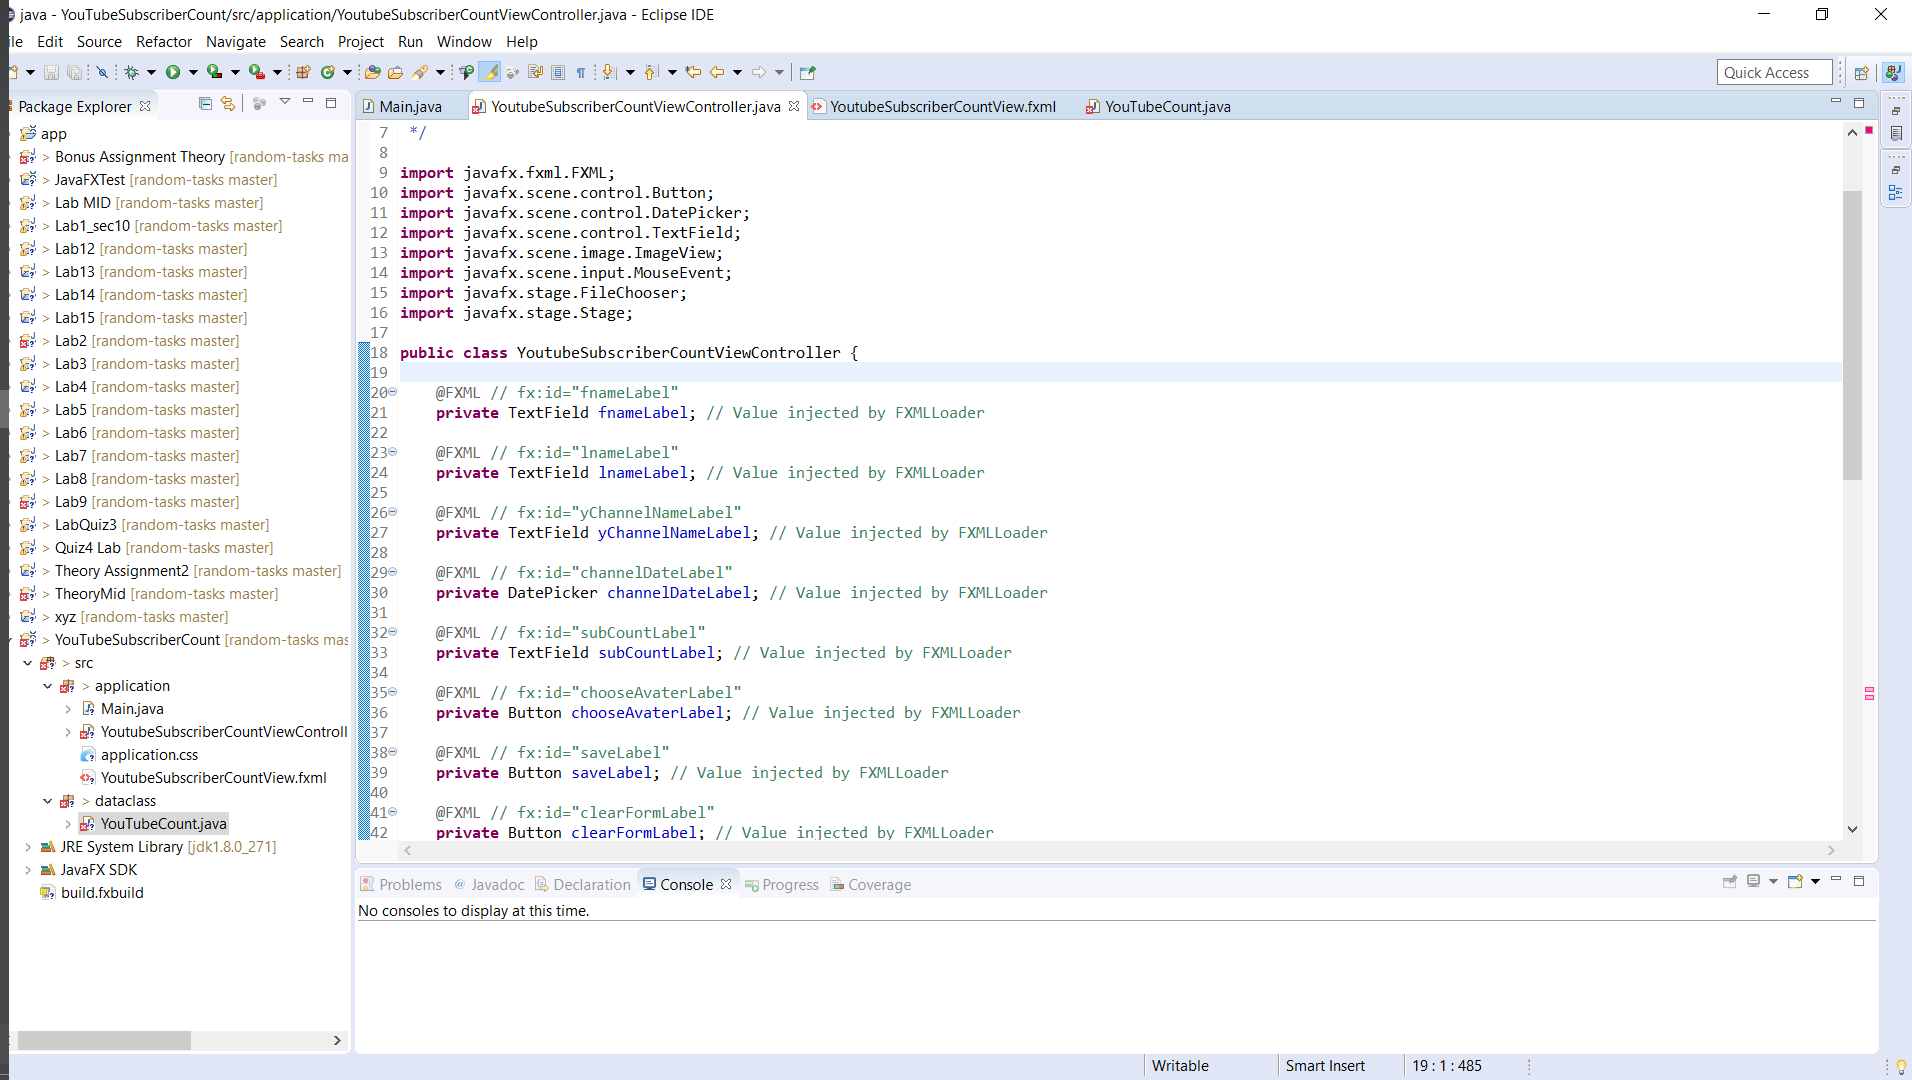 java - YouTubeSubscriberCount/src/application/YoutubeSubscriberCountViewController.java - Eclipse IDE
ile Edit Source Refactor Navigate Search Project Run Window Help
Quick Access
Package Explorer
Main.java YoutubeSubscriberCountViewController.java YoutubeSubscriberCountView.fxml YouTubeCount.java
app
> Bonus Assignment Theory [random-tasks ma
> JavaFXTest [random-tasks master]
> Lab MID [random-tasks master]
> Lab1_sec10 [random-tasks master]
> Lab12 [random-tasks master]
> Lab13 [random-tasks master]
> Lab14 [random-tasks master]
> Lab15 [random-tasks master]
> Lab2 [random-tasks master]
> Lab3 [random-tasks master]
> Lab4 [random-tasks master]
> Lab5 [random-tasks master]
> Lab6 [random-tasks master]
> Lab7 [random-tasks master]
> Lab8 [random-tasks master]
> Lab9 [random-tasks master]
> LabQuiz3 [random-tasks master]
> Quiz4 Lab [random-tasks master]
> Theory Assignment2 [random-tasks master]
> TheoryMid [random-tasks master]
> xyz [random-tasks master]
> YouTubeSubscriberCount [random-tasks mas
> src
> application
Main.java
YoutubeSubscriberCountViewControll
application.css
YoutubeSubscriberCountView.fxml
> dataclass
YouTubeCount.java
JRE System Library [jdk1.8.0_271]
JavaFX SDK
build.fxbuild
7 */
8
9 import javafx.fxml.FXML;
10 import javafx.scene.control.Button;
11 import javafx.scene.control.DatePicker;
12 import javafx.scene.control.TextField;
13 import javafx.scene.image.ImageView;
14 import javafx.scene.input.MouseEvent;
15 import javafx.stage.FileChooser;
16 import javafx.stage.Stage;
17
18 public class YoutubeSubscriberCountViewController {
19
20 @FXML // fx:id="fnameLabel"
21 private TextField fnameLabel; // Value injected by FXMLLoader
22
23 @FXML // fx:id="lnameLabel"
24 private TextField lnameLabel; // Value injected by FXMLLoader
25
26 @FXML // fx:id="yChannelNameLabel"
27 private TextField yChannelNameLabel; // Value injected by FXMLLoader
28
29 @FXML // fx:id="channelDateLabel"
30 private DatePicker channelDateLabel; // Value injected by FXMLLoader
31
32 @FXML // fx:id="subCountLabel"
33 private TextField subCountLabel; // Value injected by FXMLLoader
34
35 @FXML // fx:id="chooseAvaterLabel"
36 private Button chooseAvaterLabel; // Value injected by FXMLLoader
37
38 @FXML // fx:id="saveLabel"
39 private Button saveLabel; // Value injected by FXMLLoader
40
41 @FXML // fx:id="clearFormLabel"
42 private Button clearFormLabel; // Value injected by FXMLLoader
Problems Javadoc Declaration Console Progress Coverage
No consoles to display at this time.
Writable Smart Insert 19 : 1 : 485